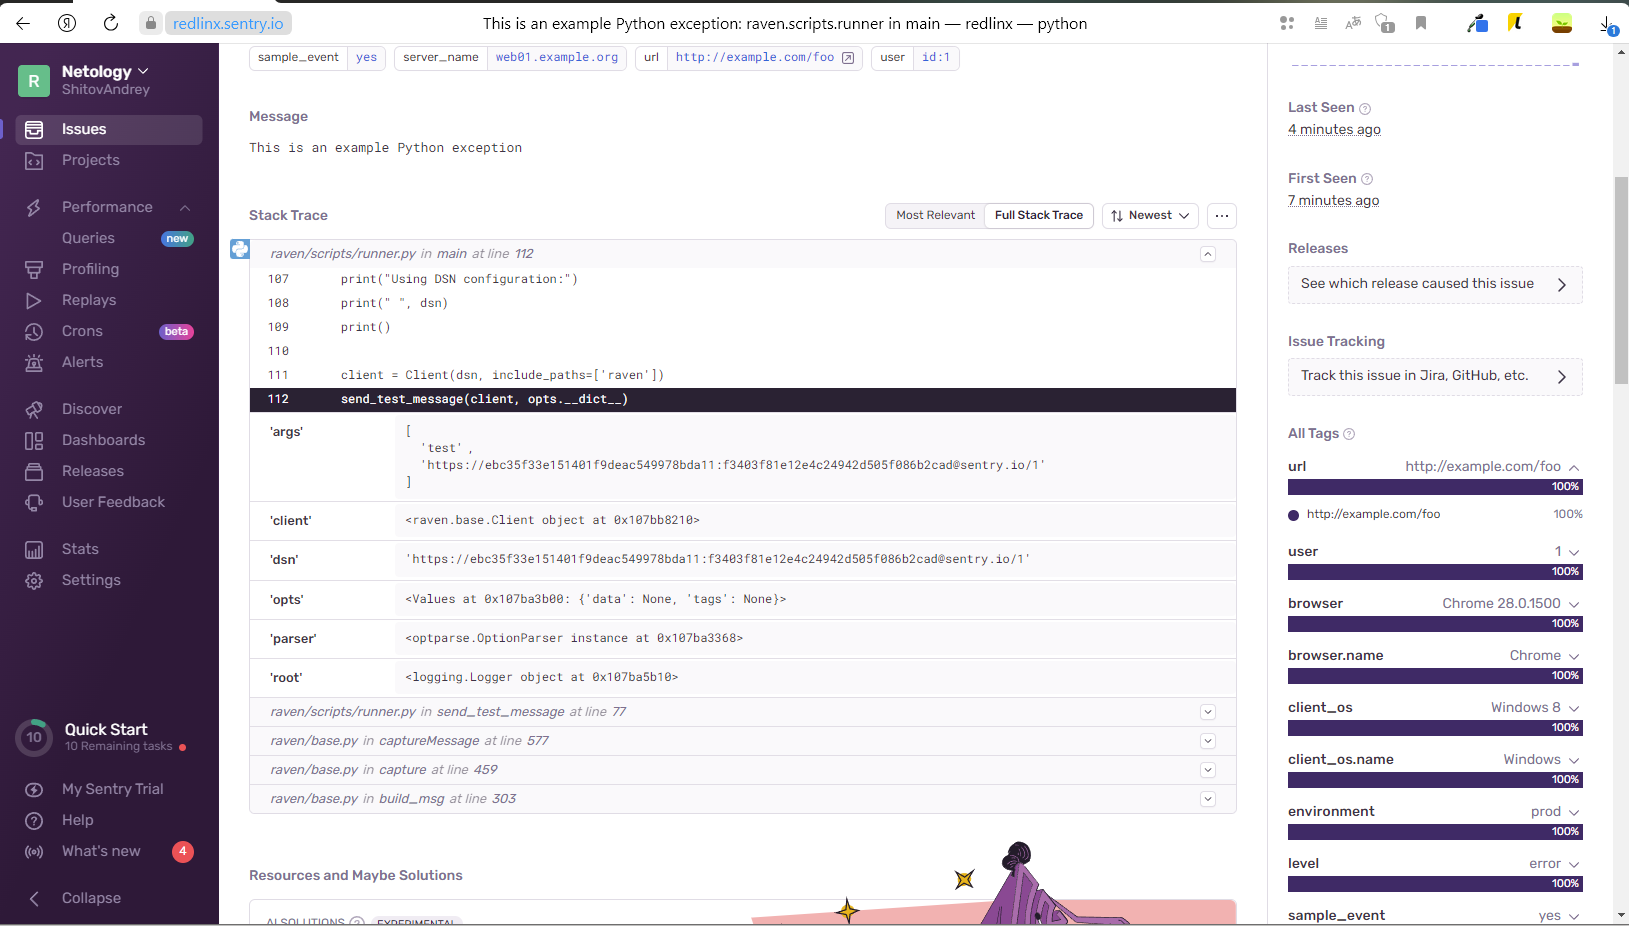 Я
redlinx.sentry.io
This is an example Python exception: raven.scripts.runner in main — redlinx — python
1
1
R
Netology
ShitovAndrey
Issues
Projects
Performance
Queries new
Profiling
Replays
Crons beta
Alerts
Discover
Dashboards
Releases
User Feedback
Stats
Settings
10
Quick Start
10 Remaining tasks
My Sentry Trial
Help
What's new 4
Collapse
sample_event yes server_name web01.example.org url http://example.com/foo user id:1
Message
This is an example Python exception
Stack Trace Most Relevant Full Stack Trace Newest ...
raven/scripts/runner.py in main at line 112
107 print("Using DSN configuration:")
108 print(" ", dsn)
109 print()
110
111 client = Client(dsn, include_paths=['raven'])
112 send_test_message(client, opts.__dict__)
'args' [
'test' ,
'https://ebc35f33e151401f9deac549978bda11:f3403f81e12e4c24942d505f086b2cad@sentry.io/1'
]
'client' <raven.base.Client object at 0x107bb8210>
'dsn' 'https://ebc35f33e151401f9deac549978bda11:f3403f81e12e4c24942d505f086b2cad@sentry.io/1'
'opts' <Values at 0x107ba3b00: {'data': None, 'tags': None}>
'parser' <optparse.OptionParser instance at 0x107ba3368>
'root' <logging.Logger object at 0x107ba5b10>
raven/scripts/runner.py in send_test_message at line 77
raven/base.py in captureMessage at line 577
raven/base.py in capture at line 459
raven/base.py in build_msg at line 303
Resources and Maybe Solutions
AI SOLUTIONS ? EXPERIMENTAL
Last Seen ?
4 minutes ago
First Seen ?
7 minutes ago
Releases
See which release caused this issue
Issue Tracking
Track this issue in Jira, GitHub, etc.
All Tags ?
url http://example.com/foo
100%
http://example.com/foo 100%
user 1
100%
browser Chrome 28.0.1500
100%
browser.name Chrome
100%
client_os Windows 8
100%
client_os.name Windows
100%
environment prod
100%
level error
100%
sample_event yes